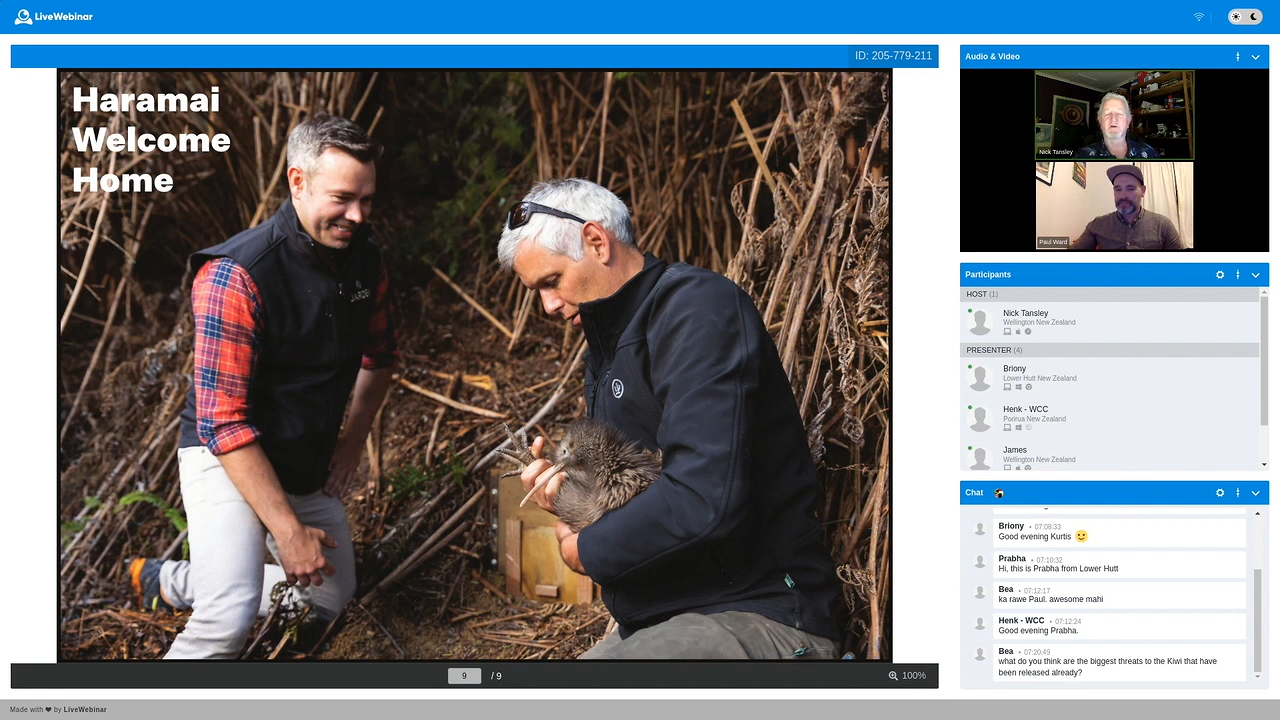 LiveWebinar
ID: 205-779-211
Haramai
Welcome
Home
JARDEN
9 / 9
100%
Audio & Video
Nick Tansley
Paul Ward
Participants
HOST (1)
Nick Tansley
Wellington New Zealand
PRESENTER (4)
Briony
Lower Hutt New Zealand
Henk - WCC
Porirua New Zealand
James
Wellington New Zealand
Chat
Briony • 07:08:33
Good evening Kurtis
Prabha • 07:10:32
Hi, this is Prabha from Lower Hutt
Bea • 07:12:17
ka rawe Paul. awesome mahi
Henk - WCC • 07:12:24
Good evening Prabha.
Bea • 07:20:49
what do you think are the biggest threats to the Kiwi that have
been released already?
Made with ❤ by LiveWebinar